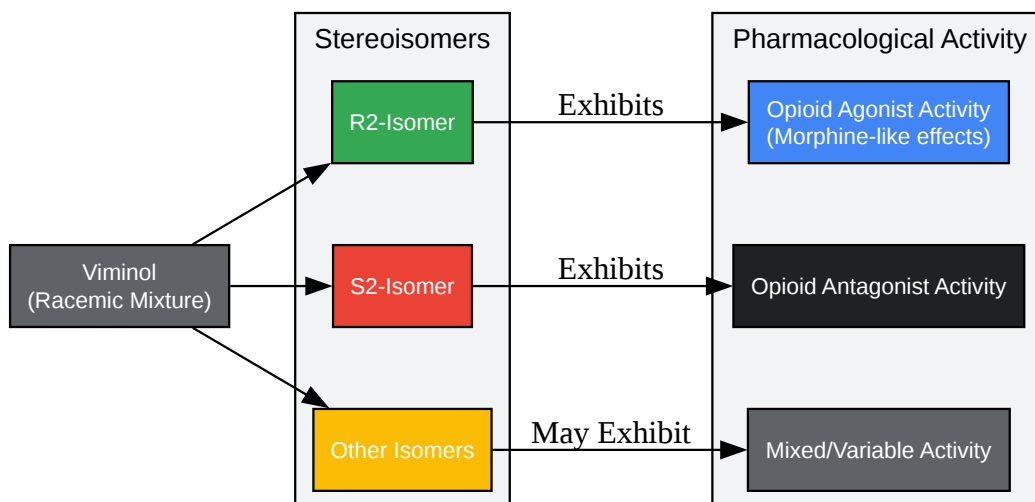 Stereoisomers
Pharmacological Activity
R2-Isomer
Exhibits
Opioid Agonist Activity
(Morphine-like effects)
Viminol
(Racemic Mixture)
S2-Isomer
Exhibits
Opioid Antagonist Activity
Other Isomers
May Exhibit
Mixed/Variable Activity